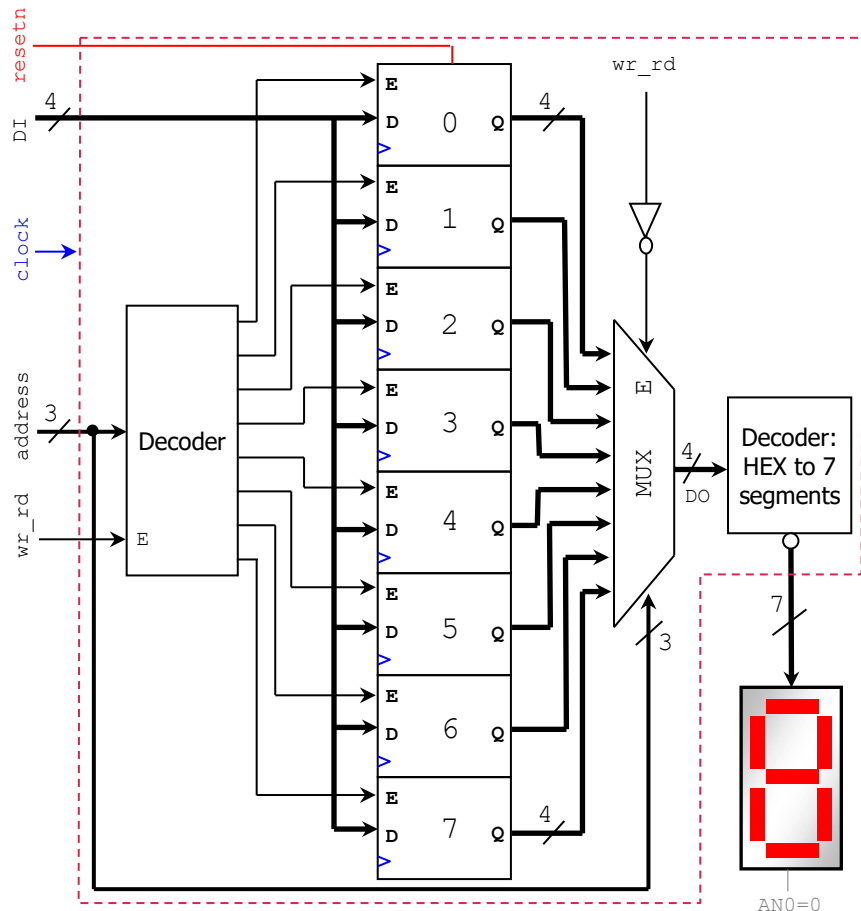 resetn
wr_rd
DI
4
E
D
0
Q
4
E
D
1
Q
clock
E
D
2
Q
address
3
Decoder
E
D
3
Q
E
MUX
4
DO
Decoder:
HEX to 7
segments
wr_rd
E
E
D
4
Q
E
D
5
Q
3
7
E
D
6
Q
E
D
7
Q
4
AN0=0